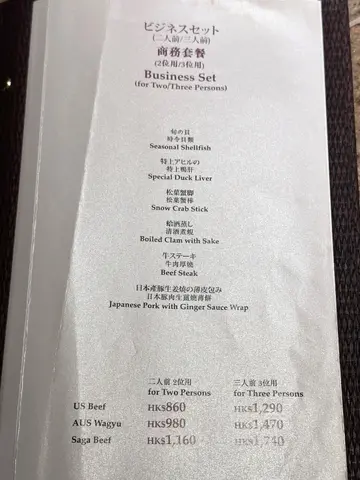 ビジネスセット
(二人前/三人前)
商務套餐
(2位用/3位用)
Business Set
(for Two/Three Persons)
旬の貝
時令貝類
Seasonal Shellfish
特上アヒルの
特上鴨肝
Special Duck Liver
松葉蟹脚
松葉蟹棒
Snow Crab Stick
蛤酒蒸し
清酒煮蜆
Boiled Clam with Sake
牛ステーキ
牛肉厚燒
Beef Steak
日本産豚生姜焼の薄皮包み
日本豚肉生薑燒薄餅
Japanese Pork with Ginger Sauce Wrap
二人前 2位用 三人前 3位用
for Two Persons for Three Persons
US Beef HK$860 HK$1,290
AUS Wagyu HK$980 HK$1,470
Saga Beef HK$1,160 HK$1,740